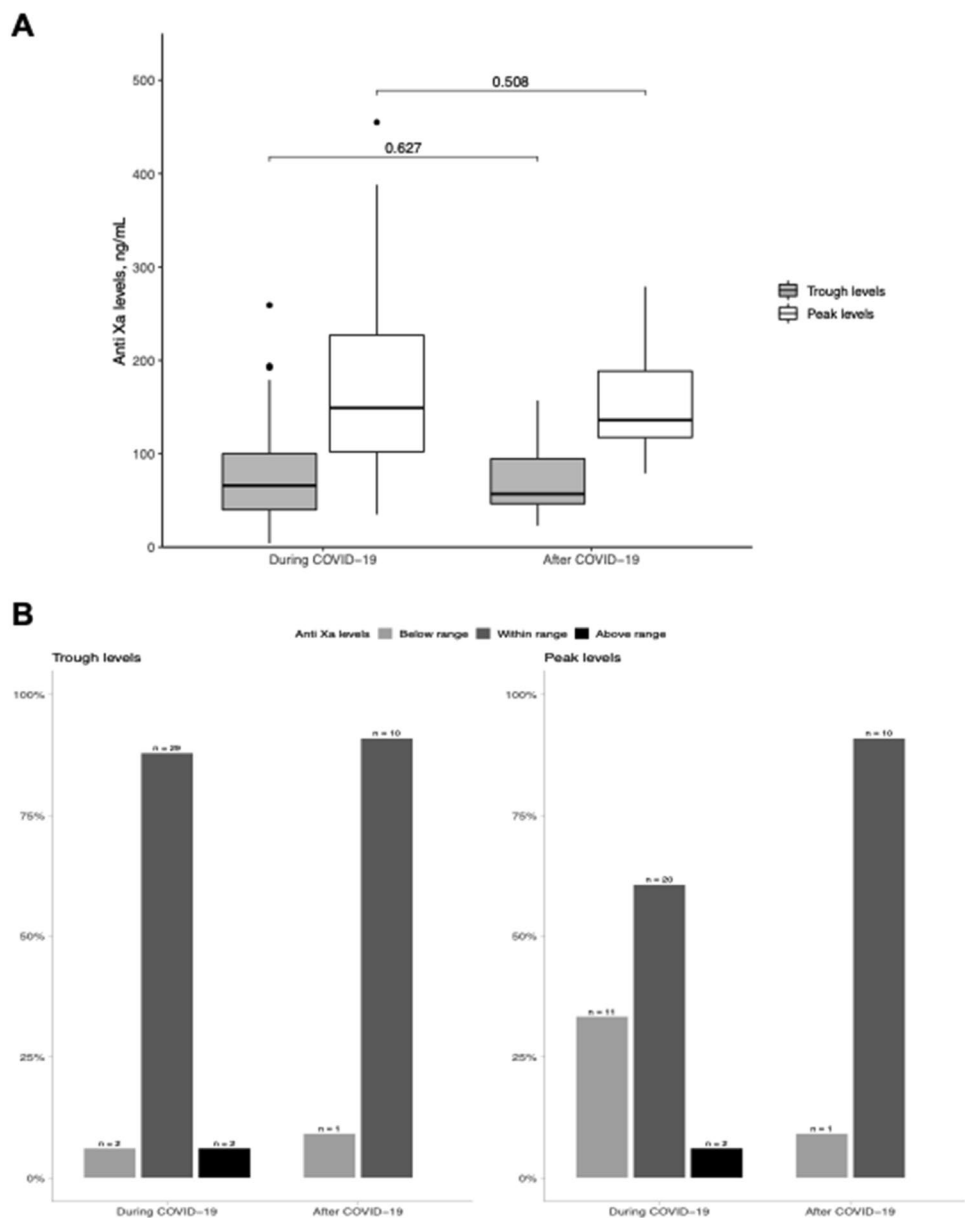 A
500
400
300
200
100
0
Anti Xa levels, ng/mL
0.508
0.627
Trough levels
Peak levels
During COVID−19
After COVID−19
B
Anti Xa levels Below range Within range Above range
Trough levels
100%
75%
50%
25%
0%
n = 2
n = 29
n = 2
n = 1
n = 10
During COVID−19
After COVID−19
Peak levels
100%
75%
50%
25%
0%
n = 11
n = 20
n = 2
n = 1
n = 10
During COVID−19
After COVID−19